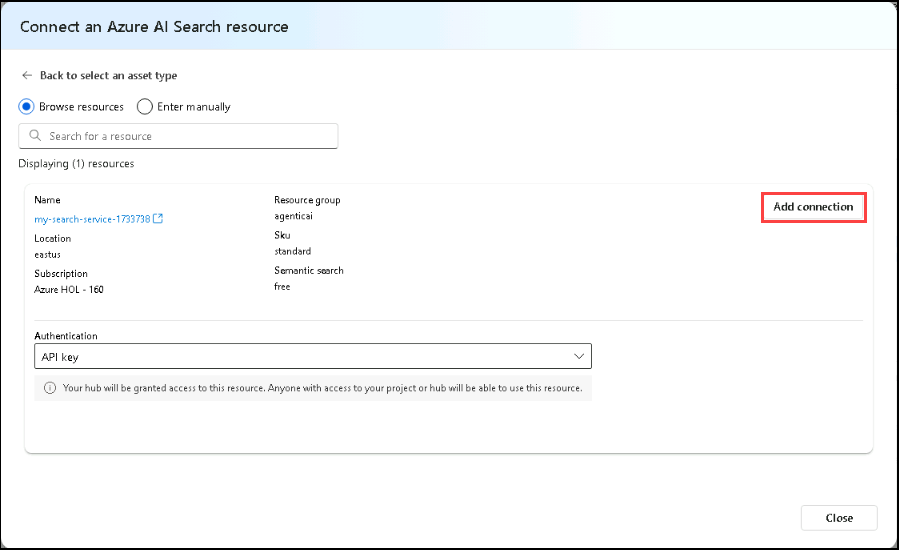 Connect an Azure AI Search resource
Back to select an asset type
Browse resources
Enter manually
Search for a resource
Displaying (1) resources
Name
my-search-service-1733738
Location
eastus
Subscription
Azure HOL - 160
Resource group
agenticai
Sku
standard
Semantic search
free
Add connection
Authentication
API key
Your hub will be granted access to this resource. Anyone with access to your project or hub will be able to use this resource.
Close